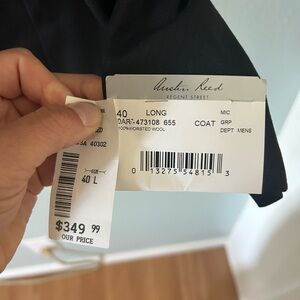 Austin Reed
REGENT STREET
40 LONG MIC
473108 655 COAT GRP
100% WORSTED WOOL DEPT MENS
0 13275 54815 3
40302
40 L
$349 99
OUR PRICE